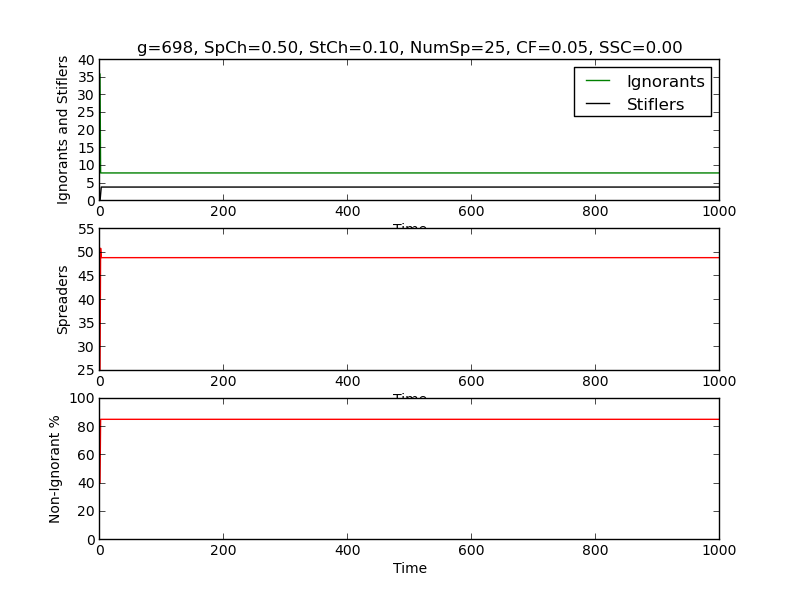 g=698, SpCh=0.50, StCh=0.10, NumSp=25, CF=0.05, SSC=0.00
Ignorants and Stiflers
40
35
30
25
20
15
10
5
0
Ignorants
Stiflers
0 200 400 600 800 1000
Time
Spreaders
55
50
45
40
35
30
25
0 200 400 600 800 1000
Time
Non-Ignorant %
100
80
60
40
20
0
0 200 400 600 800 1000
Time